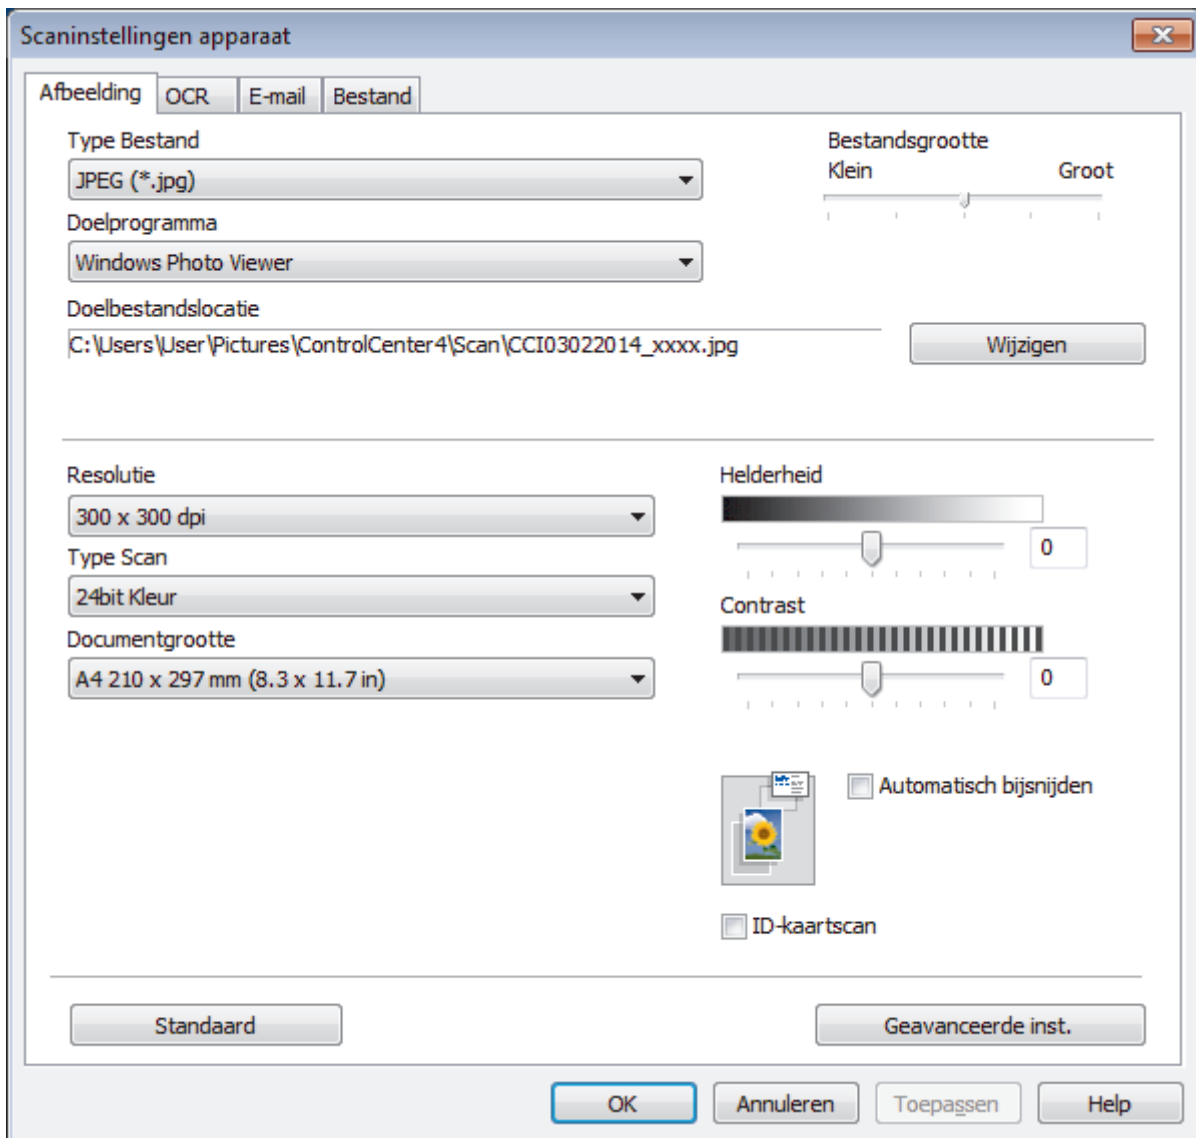 Scaninstellingen apparaat
Afbeelding OCR E-mail Bestand
Type Bestand
JPEG (*.jpg)
Bestandsgrootte
Klein Groot
Doelprogramma
Windows Photo Viewer
Doelbestandslocatie
C:\Users\User\Pictures\ControlCenter4\Scan\CCI03022014_xxxx.jpg
Wijzigen
Resolutie
300 x 300 dpi
Type Scan
24bit Kleur
Documentgrootte
A4 210 x 297 mm (8.3 x 11.7 in)
Helderheid
0
Contrast
0
Automatisch bijsnijden
ID-kaartscan
Standaard
Geavanceerde inst.
OK Annuleren Toepassen Help